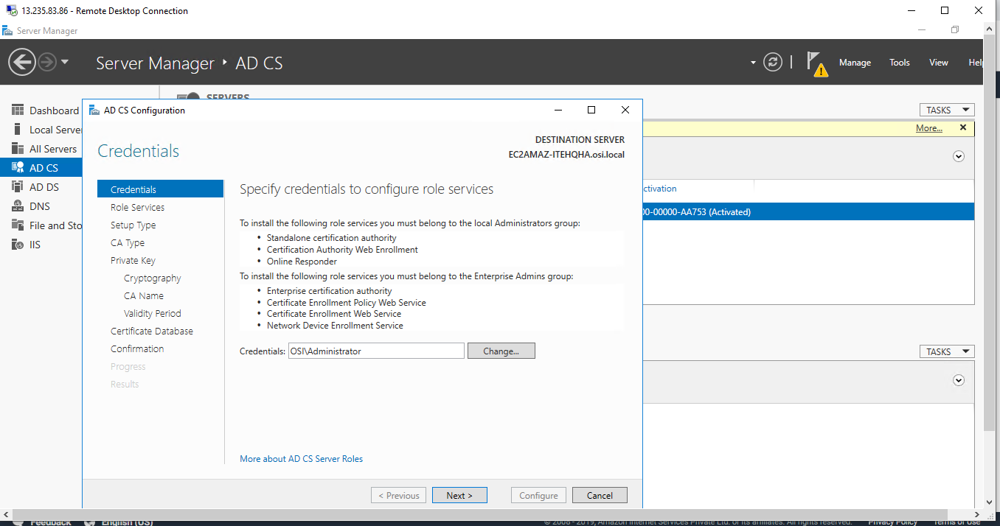 13.235.83.86 - Remote Desktop Connection
Server Manager
Server Manager ‣ AD CS
Manage Tools View Help
Dashboard
Local Server
All Servers
AD CS
AD DS
DNS
File and Sto
IIS
SERVERS
TASKS
More...
ctivation
00-00000-AA753 (Activated)
TASKS
AD CS Configuration
Credentials
DESTINATION SERVER
EC2AMAZ-ITEHQHA.osi.local
Credentials
Role Services
Setup Type
CA Type
Private Key
Cryptography
CA Name
Validity Period
Certificate Database
Confirmation
Progress
Results
Specify credentials to configure role services
To install the following role services you must belong to the local Administrators group:
• Standalone certification authority
• Certification Authority Web Enrollment
• Online Responder
To install the following role services you must belong to the Enterprise Admins group:
• Enterprise certification authority
• Certificate Enrollment Policy Web Service
• Certificate Enrollment Web Service
• Network Device Enrollment Service
Credentials: OSI\Administrator Change...
More about AD CS Server Roles
< Previous Next > Configure Cancel
Feedback English (US) © 2008 - 2019, Amazon Internet Services Private Ltd. or its affiliates. All rights reserved. Privacy Policy Terms of Use